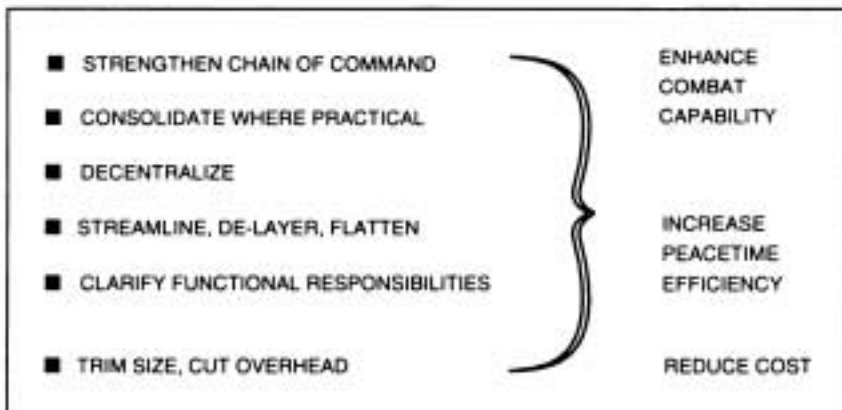 ■ STRENGTHEN CHAIN OF COMMAND
■ CONSOLIDATE WHERE PRACTICAL
■ DECENTRALIZE
■ STREAMLINE, DE-LAYER, FLATTEN
■ CLARIFY FUNCTIONAL RESPONSIBILITIES
■ TRIM SIZE, CUT OVERHEAD
ENHANCE
COMBAT
CAPABILITY
INCREASE
PEACETIME
EFFICIENCY
REDUCE COST